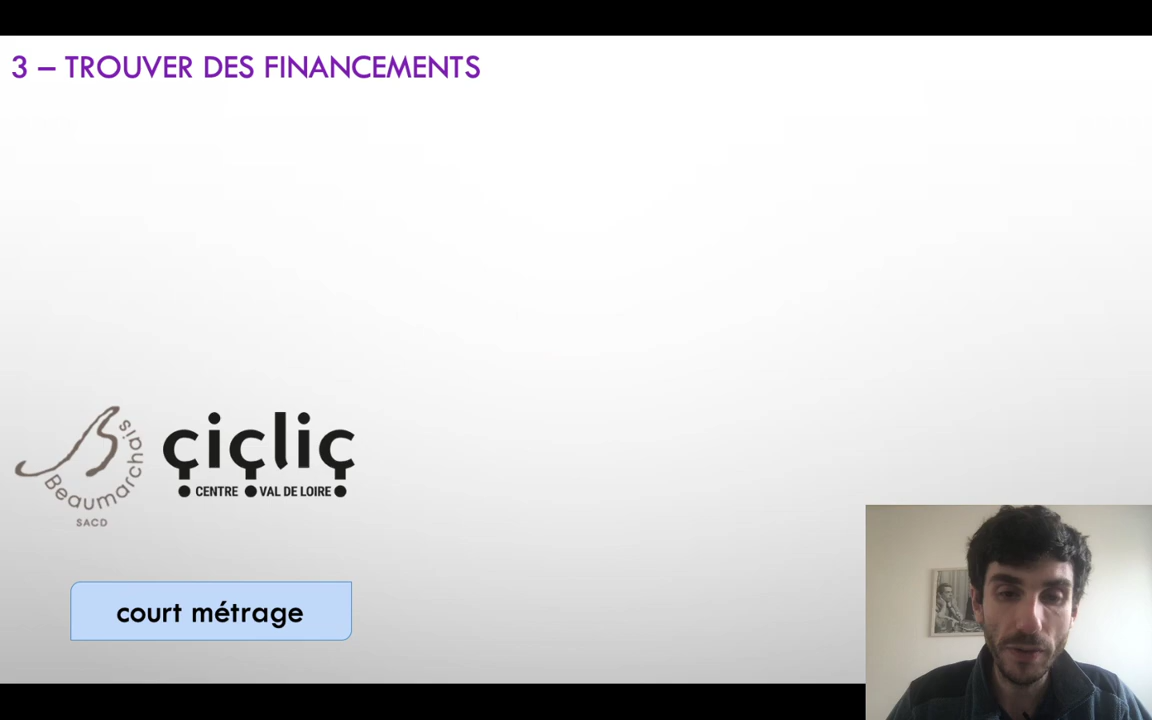 3 – TROUVER DES FINANCEMENTS
Beaumarchais
SACD
çiçliç
CENTRE VAL DE LOIRE
court métrage